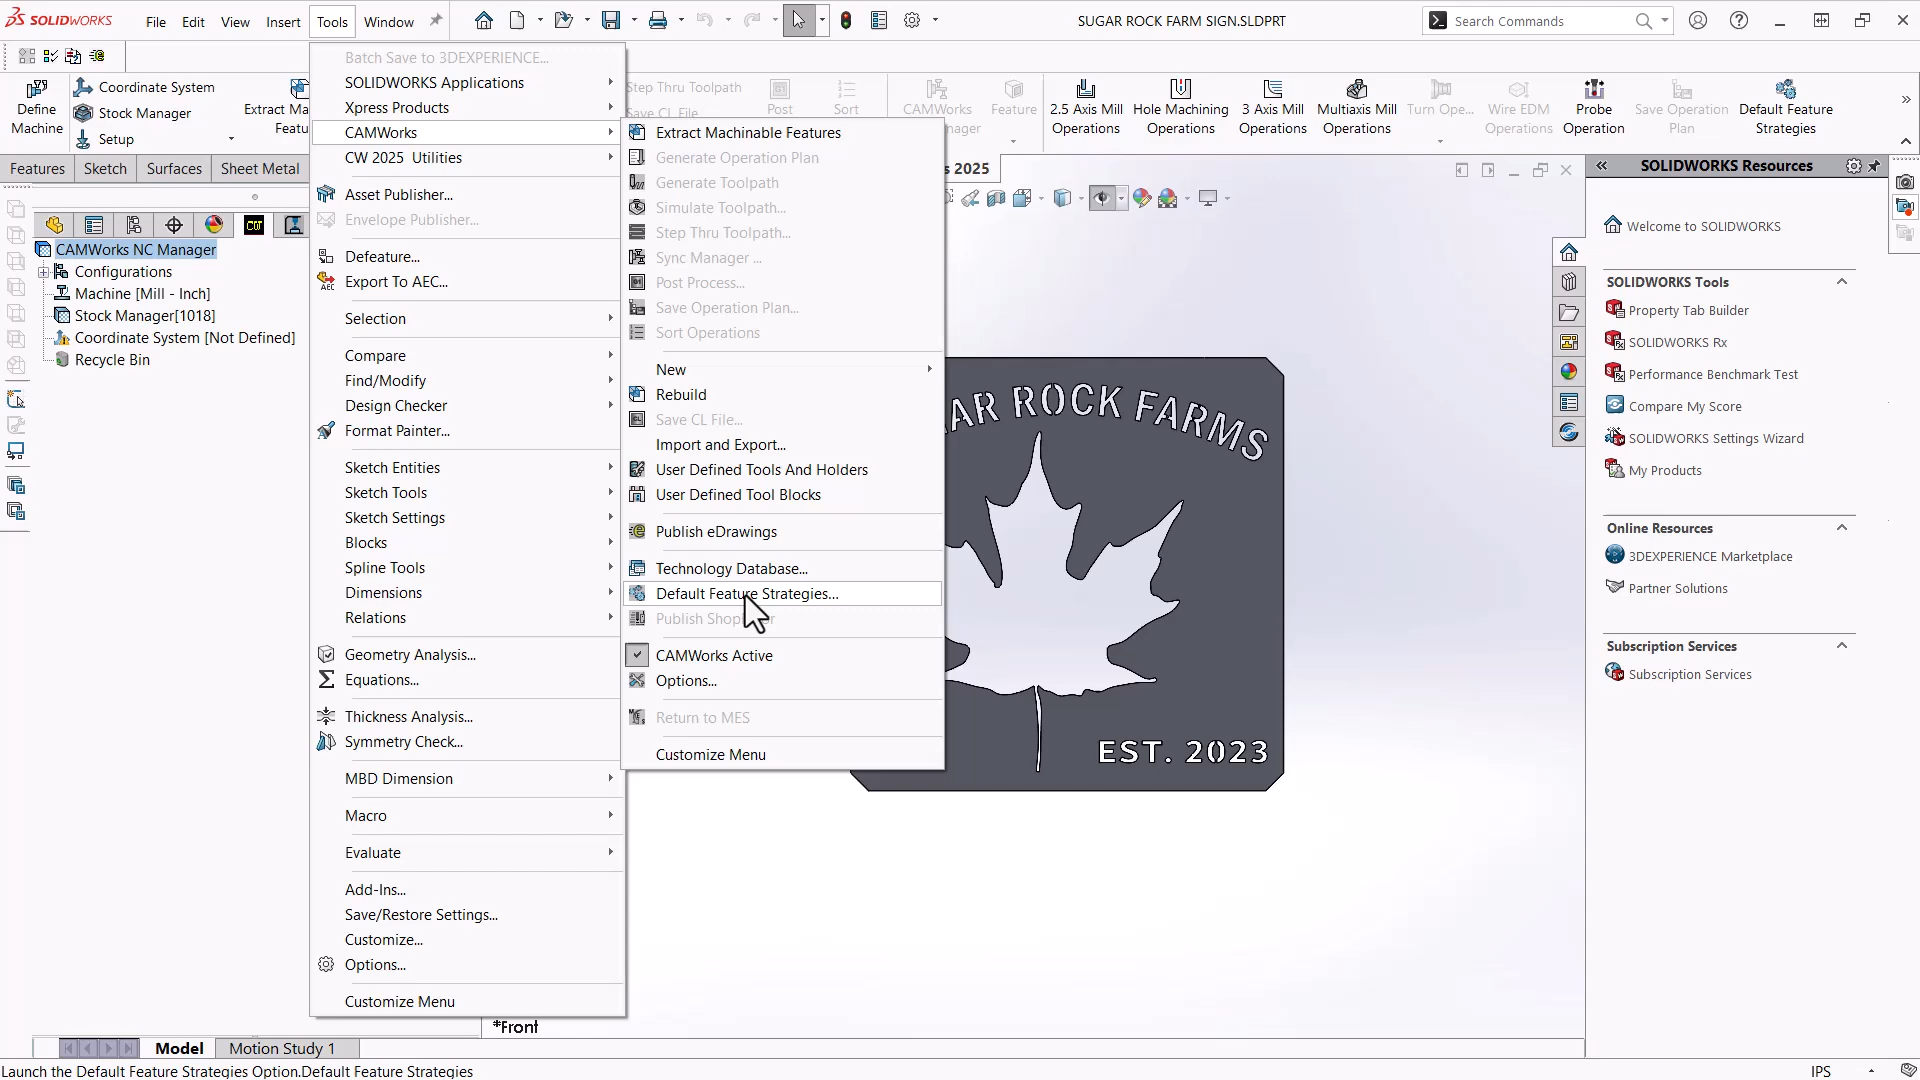 SOLIDWORKS
File Edit View Insert Tools Window
SUGAR ROCK FARM SIGN.SLDPRT
Search Commands
Define Machine
Coordinate System
Stock Manager
Setup
Extract Ma
Featu
Step Thru Toolpath
Save CL File
Post
Sort
CAMWorks
nager
Feature
2.5 Axis Mill Operations
Hole Machining Operations
3 Axis Mill Operations
Multiaxis Mill Operations
Turn Ope...
Wire EDM Operations
Probe Operation
Save Operation Plan
Default Feature Strategies
Features Sketch Surfaces Sheet Metal
s 2025
CAMWorks NC Manager
Configurations
Machine [Mill - Inch]
Stock Manager[1018]
Coordinate System [Not Defined]
Recycle Bin
Batch Save to 3DEXPERIENCE...
SOLIDWORKS Applications
Xpress Products
CAMWorks
CW 2025 Utilities
Asset Publisher...
Envelope Publisher...
Defeature...
Export To AEC...
Selection
Compare
Find/Modify
Design Checker
Format Painter...
Sketch Entities
Sketch Tools
Sketch Settings
Blocks
Spline Tools
Dimensions
Relations
Geometry Analysis...
Equations...
Thickness Analysis...
Symmetry Check...
MBD Dimension
Macro
Evaluate
Add-Ins...
Save/Restore Settings...
Customize...
Options...
Customize Menu
Extract Machinable Features
Generate Operation Plan
Generate Toolpath
Simulate Toolpath...
Step Thru Toolpath...
Sync Manager ...
Post Process...
Save Operation Plan...
Sort Operations
New
Rebuild
Save CL File...
Import and Export...
User Defined Tools And Holders
User Defined Tool Blocks
Publish eDrawings
Technology Database...
Default Feature Strategies...
Publish Shop
CAMWorks Active
Options...
Return to MES
Customize Menu
AR ROCK FARMS
EST. 2023
SOLIDWORKS Resources
Welcome to SOLIDWORKS
SOLIDWORKS Tools
Property Tab Builder
SOLIDWORKS Rx
Performance Benchmark Test
Compare My Score
SOLIDWORKS Settings Wizard
My Products
Online Resources
3DEXPERIENCE Marketplace
Partner Solutions
Subscription Services
Subscription Services
*Front
Model Motion Study 1
Launch the Default Feature Strategies Option.Default Feature Strategies
IPS